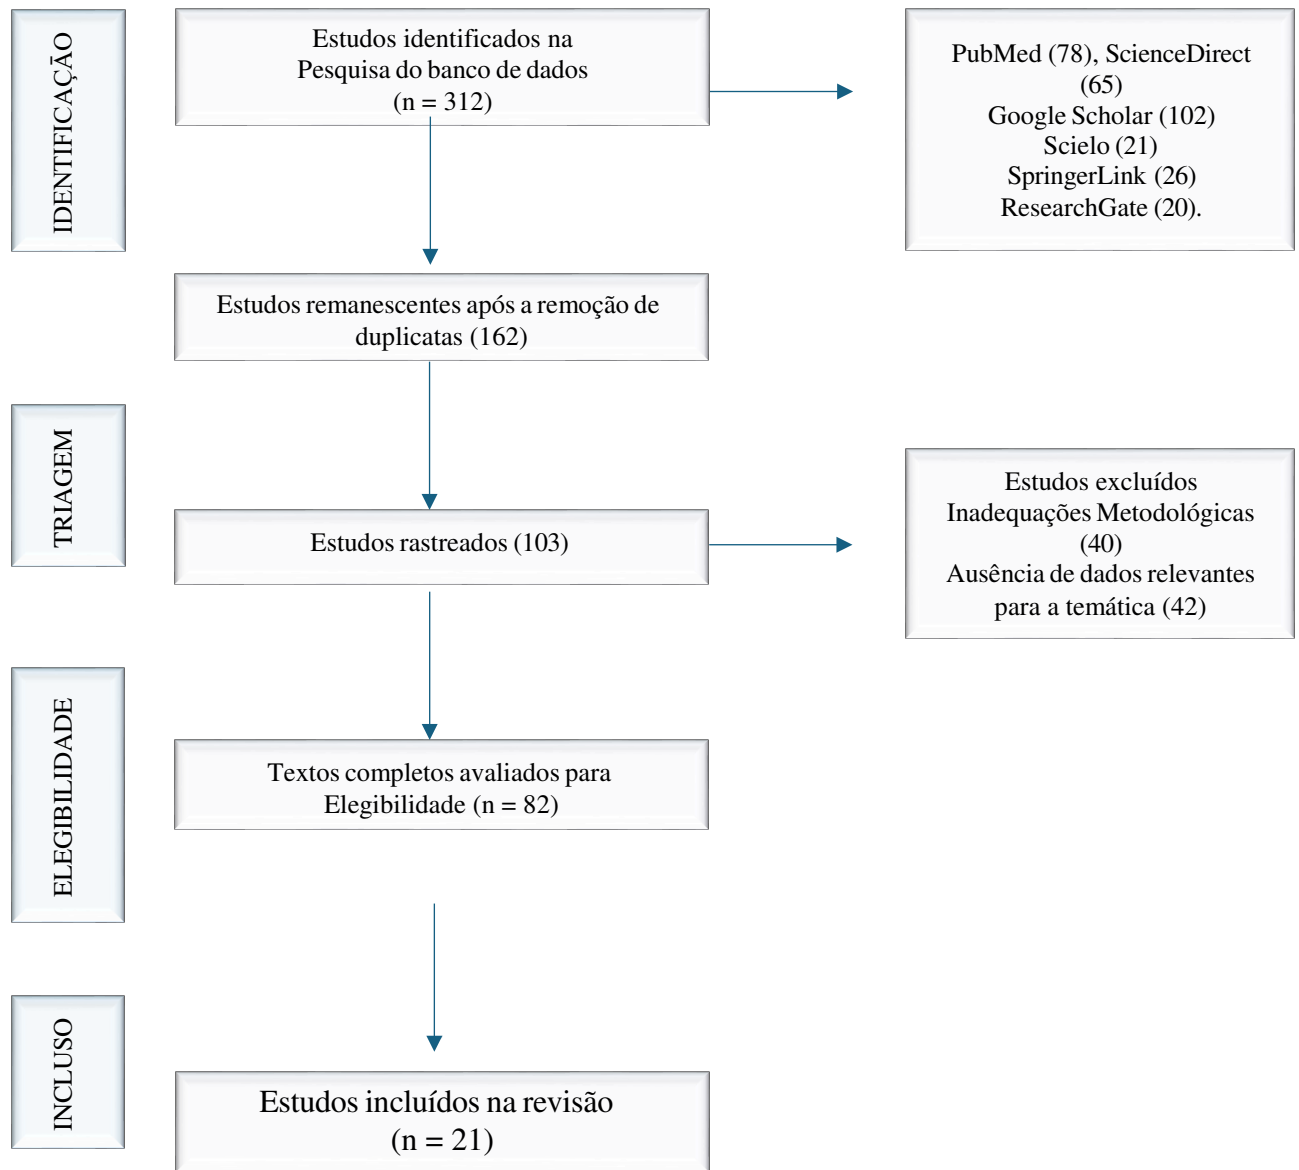 IDENTIFICAÇÃO
Estudos identificados na
Pesquisa do banco de dados
(n = 312)
PubMed (78), ScienceDirect
(65)
Google Scholar (102)
Scielo (21)
SpringerLink (26)
ResearchGate (20).
Estudos remanescentes após a remoção de
duplicatas (162)
TRIAGEM
Estudos rastreados (103)
Estudos excluídos
Inadequações Metodológicas
(40)
Ausência de dados relevantes
para a temática (42)
ELEGIBILIDADE
Textos completos avaliados para
Elegibilidade (n = 82)
INCLUSO
Estudos incluídos na revisão
(n = 21)